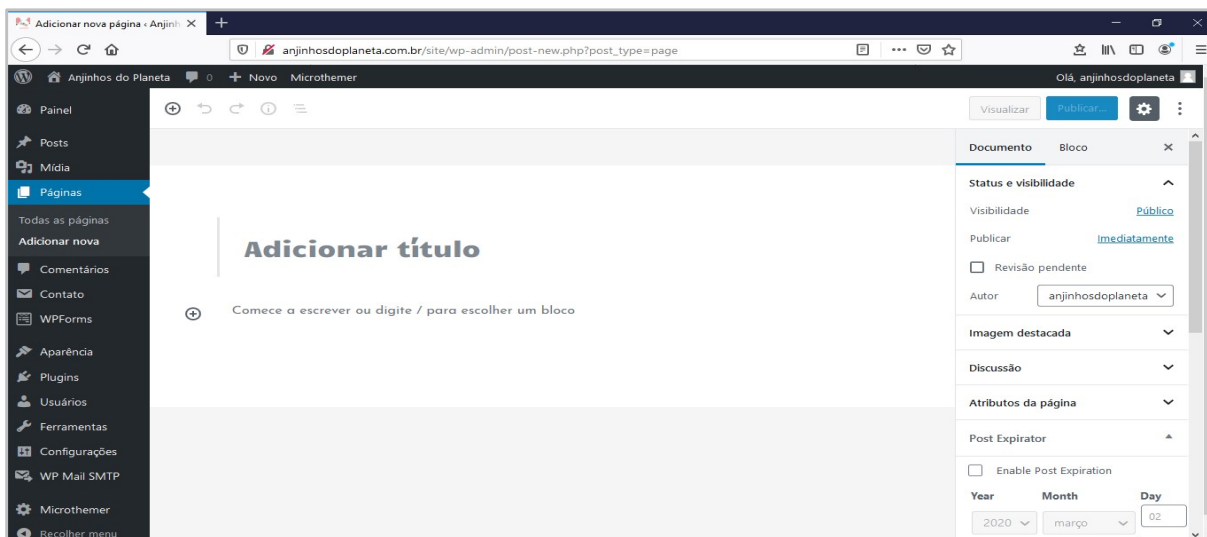 Adicionar nova página ‹ Anjinh
anjinhosdoplaneta.com.br/site/wp-admin/post-new.php?post_type=page
Anjinhos do Planeta 0 Novo Microthemer Olá, anjinhosdoplaneta
Painel
Posts
Mídia
Páginas
Todas as páginas
Adicionar nova
Comentários
Contato
WPForms
Aparência
Plugins
Usuários
Ferramentas
Configurações
WP Mail SMTP
Microthemer
Recolher menu
Visualizar Publicar...
Adicionar título
Comece a escrever ou digite / para escolher um bloco
Documento Bloco
Status e visibilidade
Visibilidade Público
Publicar Imediatamente
Revisão pendente
Autor anjinhosdoplaneta
Imagem destacada
Discussão
Atributos da página
Post Expirator
Enable Post Expiration
Year Month Day
2020 março 02